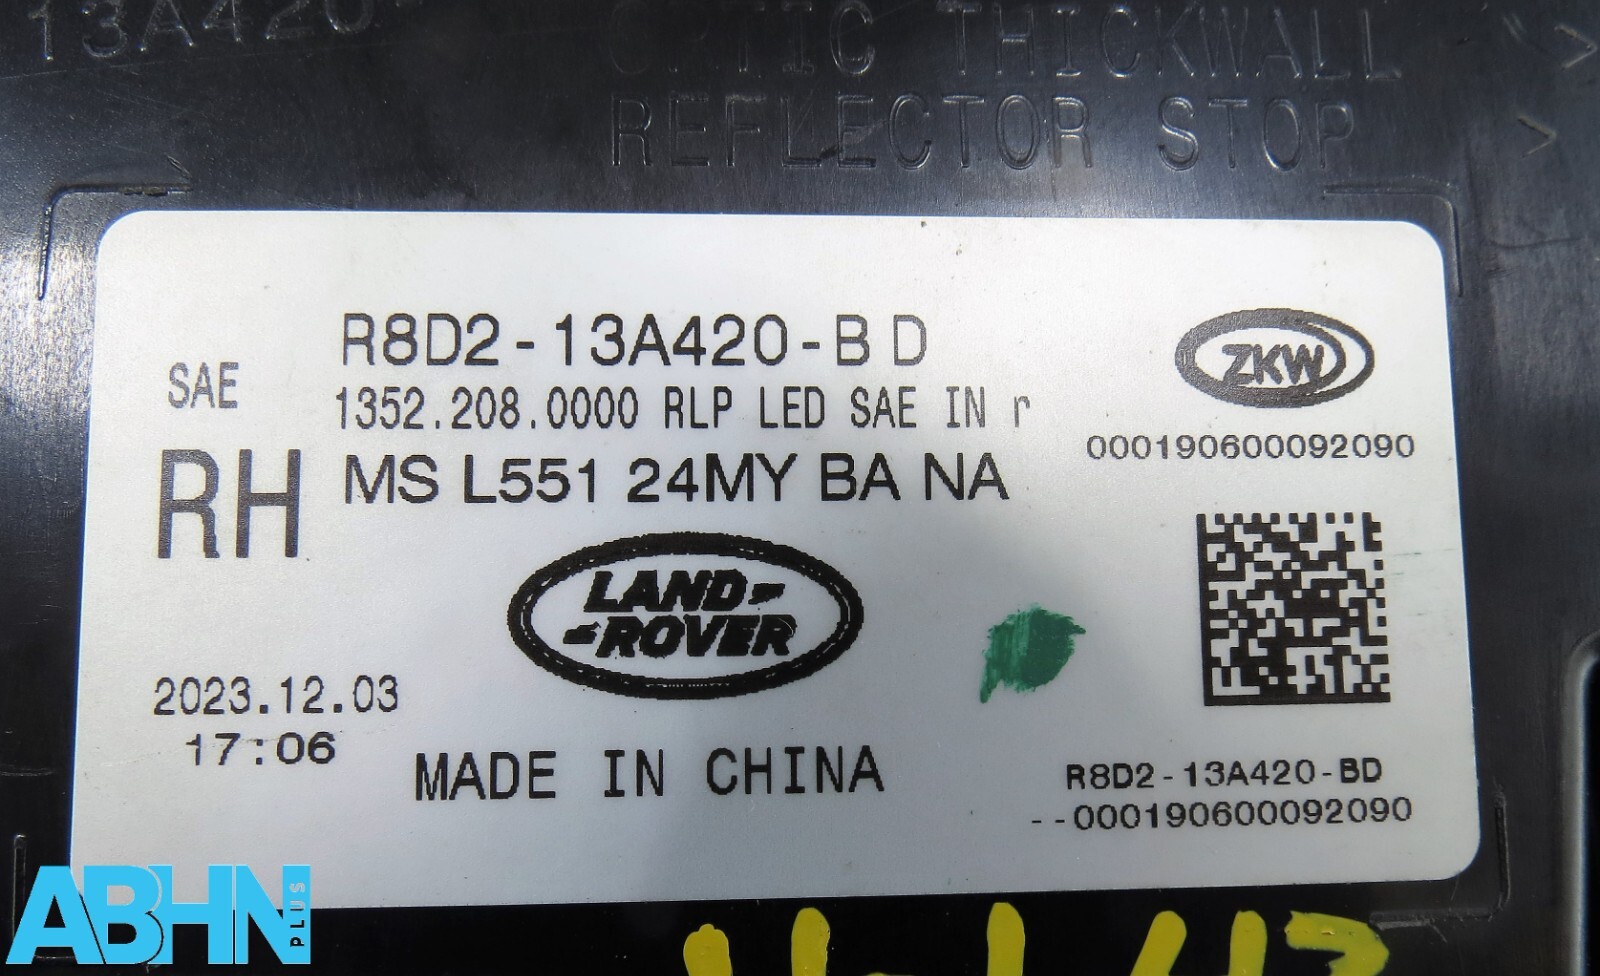 13A420-
OPTIC THICKWALL
REFLECTOR STOP
R8D2-13A420-BD
SAE
1352.208.0000 RLP LED SAE IN r
RH
MS L551 24MY BA NA
ZKW
000190600092090
LAND-
-ROVER
2023.12.03
17:06
MADE IN CHINA
R8D2-13A420-BD
--000190600092090
ABHN
PLUS